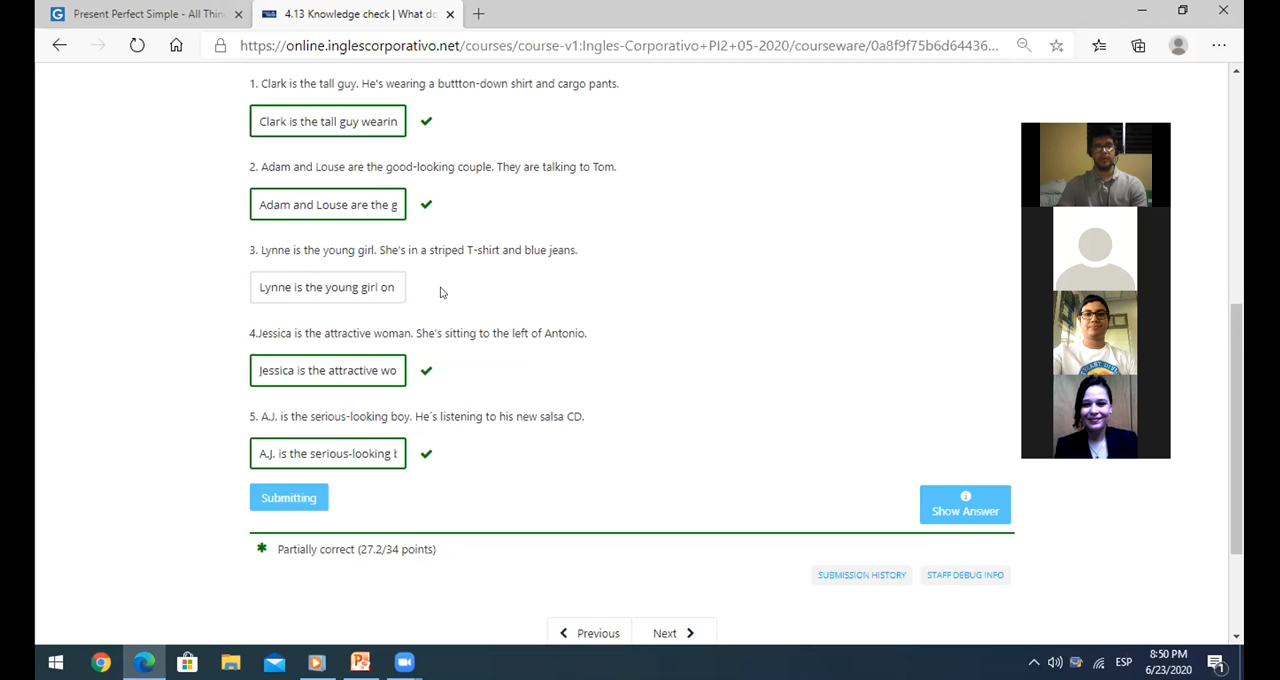 Present Perfect Simple - All Thin
4.13 Knowledge check | What do
https://online.inglescorporativo.net/courses/course-v1:Ingles-Corporativo+PI2+05-2020/courseware/0a8f9f75b6d64436...
1. Clark is the tall guy. He's wearing a buttton-down shirt and cargo pants.
Clark is the tall guy wearin
2. Adam and Louse are the good-looking couple. They are talking to Tom.
Adam and Louse are the g
3. Lynne is the young girl. She's in a striped T-shirt and blue jeans.
Lynne is the young girl on
4.Jessica is the attractive woman. She's sitting to the left of Antonio.
Jessica is the attractive wo
5. A.J. is the serious-looking boy. He´s listening to his new salsa CD.
A.J. is the serious-looking b
Submitting
Show Answer
Partially correct (27.2/34 points)
SUBMISSION HISTORY
STAFF DEBUG INFO
Previous
Next
ESP
8:50 PM
6/23/2020
1